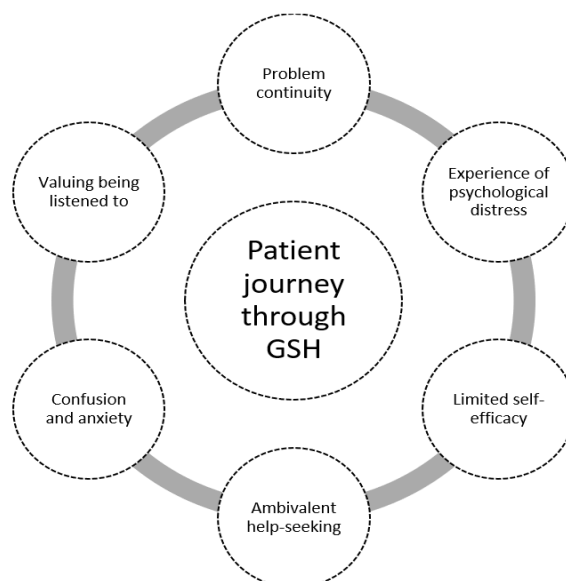 Problem
continuity
Experience of
psychological
distress
Limited self-
efficacy
Ambivalent
help-seeking
Confusion
and anxiety
Valuing being
listened to
Patient
journey
through
GSH